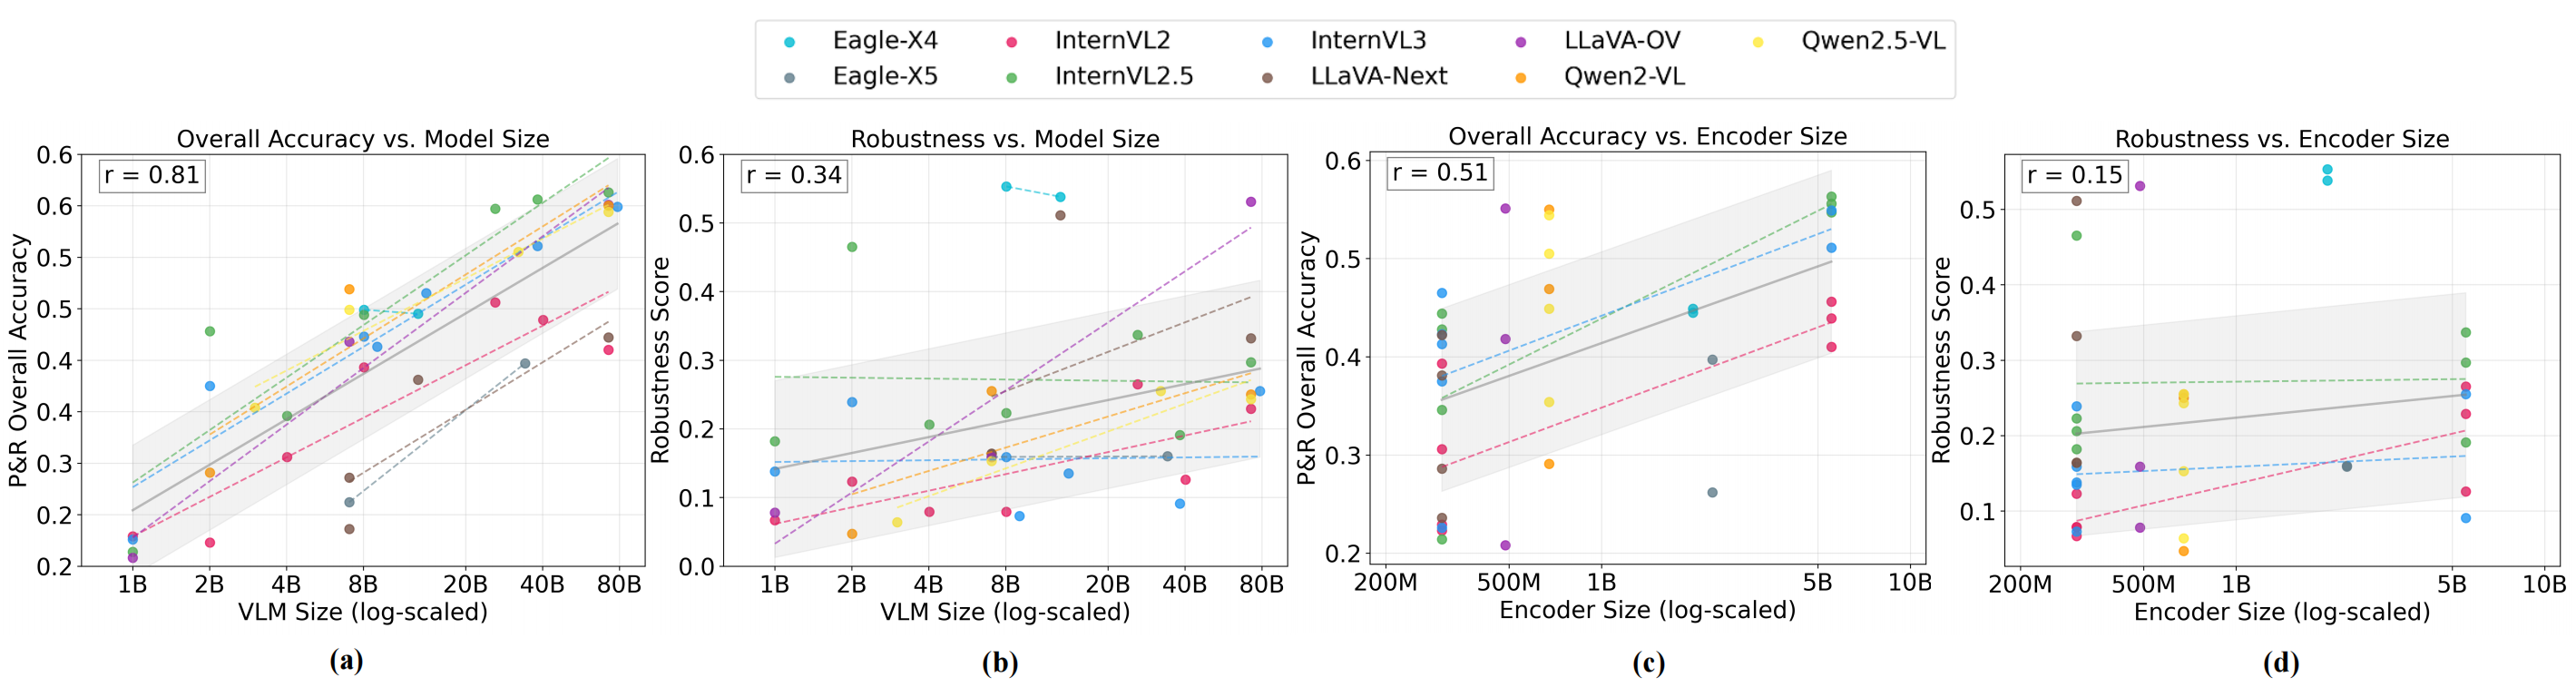 Eagle-X4 InternVL2 InternVL3 LLaVA-OV Qwen2.5-VL
Eagle-X5 InternVL2.5 LLaVA-Next Qwen2-VL
Overall Accuracy vs. Model Size
r = 0.81
P&R Overall Accuracy
0.6
0.6
0.5
0.5
0.4
0.4
0.3
0.2
0.2
1B 2B 4B 8B 20B 40B 80B
VLM Size (log-scaled)
(a)
Robustness vs. Model Size
r = 0.34
Robustness Score
0.6
0.5
0.4
0.3
0.2
0.1
0.0
1B 2B 4B 8B 20B 40B 80B
VLM Size (log-scaled)
(b)
Overall Accuracy vs. Encoder Size
r = 0.51
P&R Overall Accuracy
0.6
0.5
0.4
0.3
0.2
200M 500M 1B 5B 10B
Encoder Size (log-scaled)
(c)
Robustness vs. Encoder Size
r = 0.15
Robustness Score
0.5
0.4
0.3
0.2
0.1
200M 500M 1B 5B 10B
Encoder Size (log-scaled)
(d)